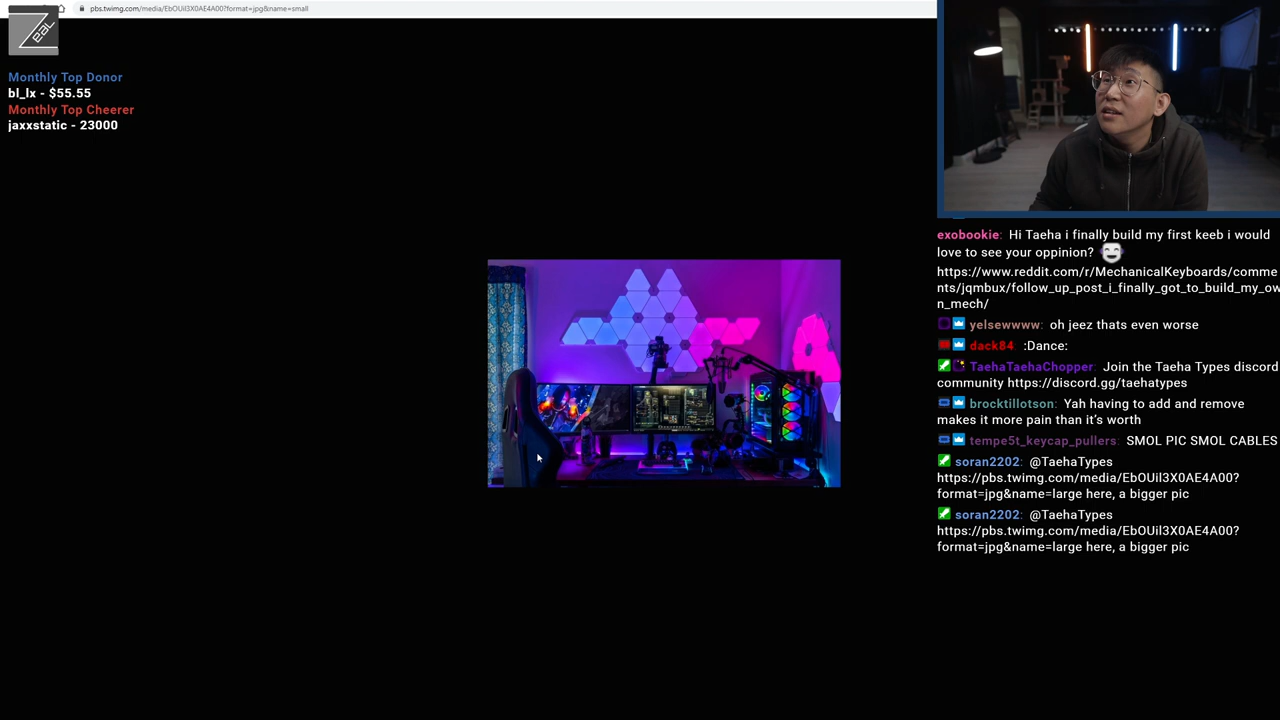 pbs.twimg.com/media/EbOUil3X0AE4A00?format=jpg&name=small
Zeal
Monthly Top Donor
bl_lx - $55.55
Monthly Top Cheerer
jaxxstatic - 23000
exobookie: Hi Taeha i finally build my first keeb i would
love to see your oppinion?
https://www.reddit.com/r/MechanicalKeyboards/comme
nts/jqmbux/follow_up_post_i_finally_got_to_build_my_ow
n_mech/
yelsewwww: oh jeez thats even worse
dack84 :Dance:
TaehaTaehaChopper: Join the Taeha Types discord
community https://discord.gg/taehatypes
brocktillotson: Yah having to add and remove
makes it more pain than it's worth
tempe5t_keycap_pullers: SMOL PIC SMOL CABLES
soran2202: @TaehaTypes
https://pbs.twimg.com/media/EbOUil3X0AE4A00?
format=jpg&name=large here, a bigger pic
soran2202: @TaehaTypes
https://pbs.twimg.com/media/EbOUil3X0AE4A00?
format=jpg&name=large here, a bigger pic